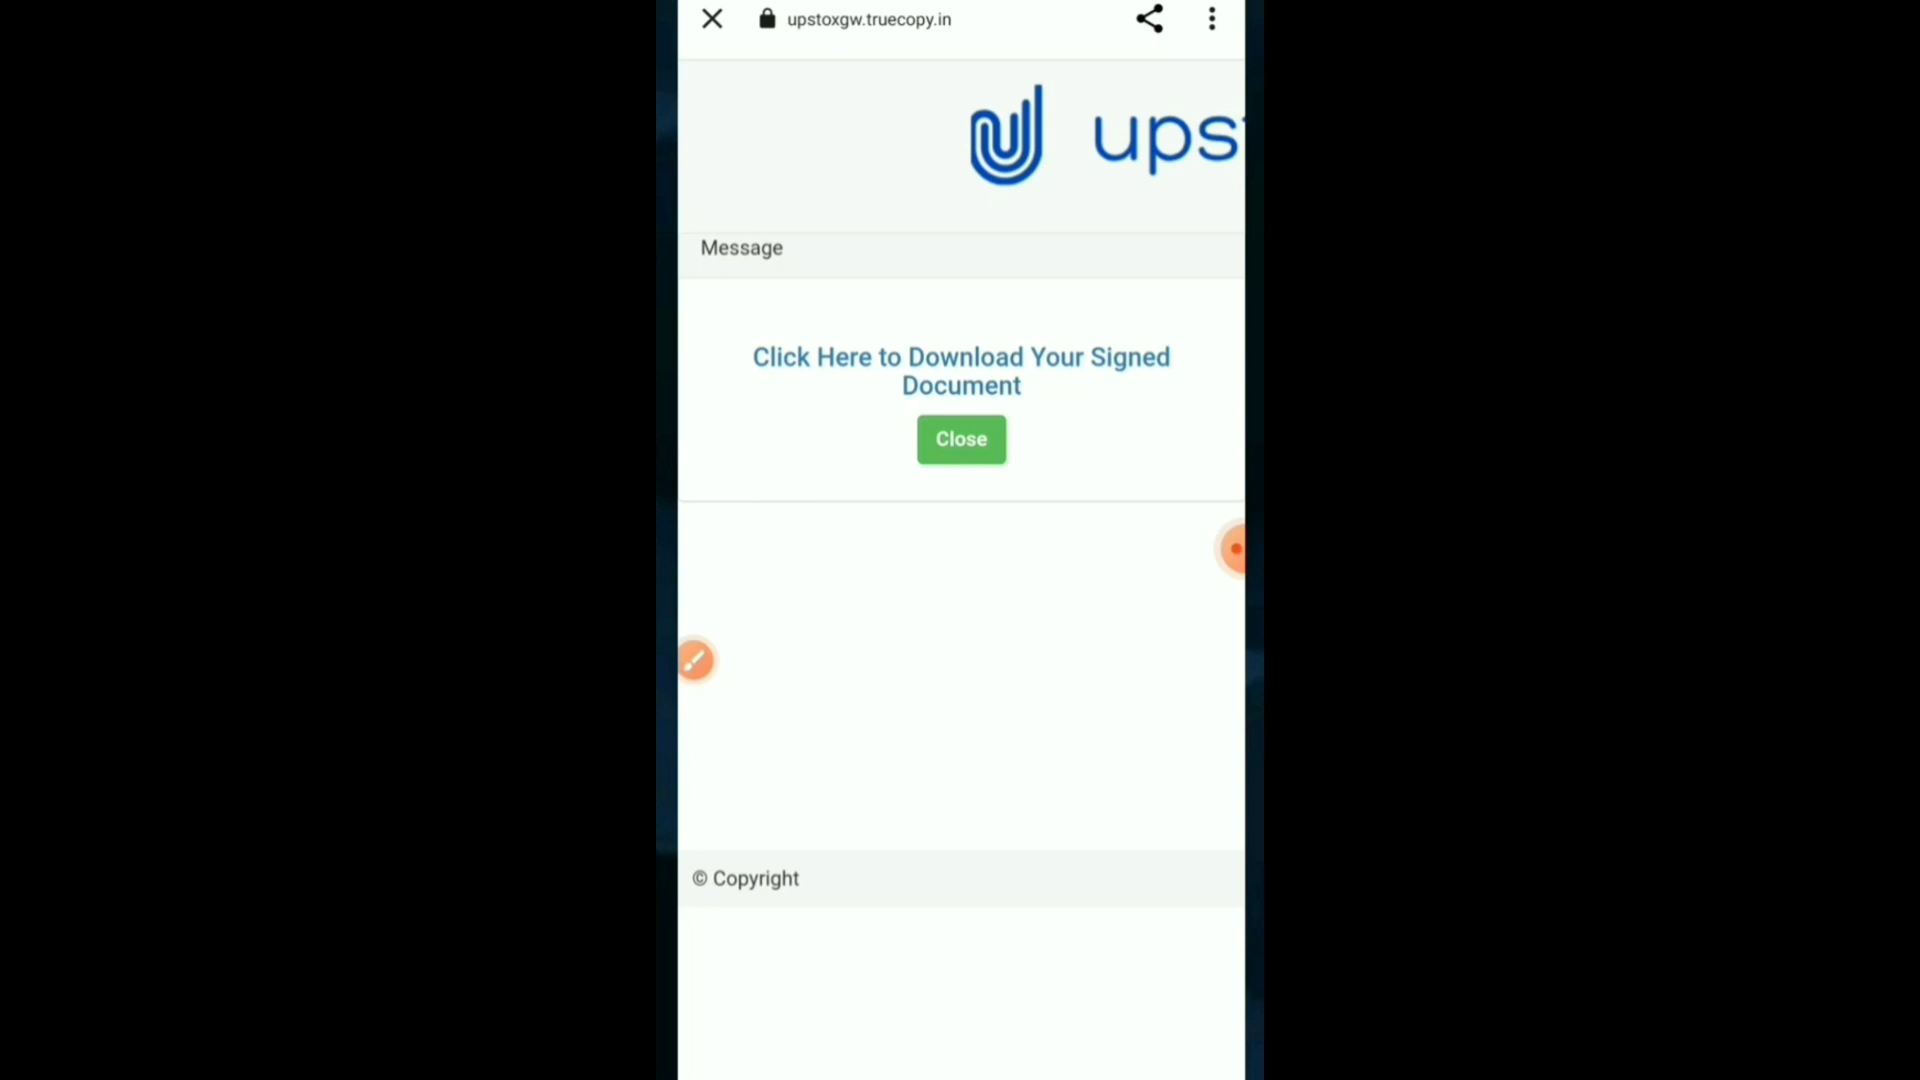 upstoxgw.truecopy.in
ups
Message
Click Here to Download Your Signed
Document
Close
© Copyright